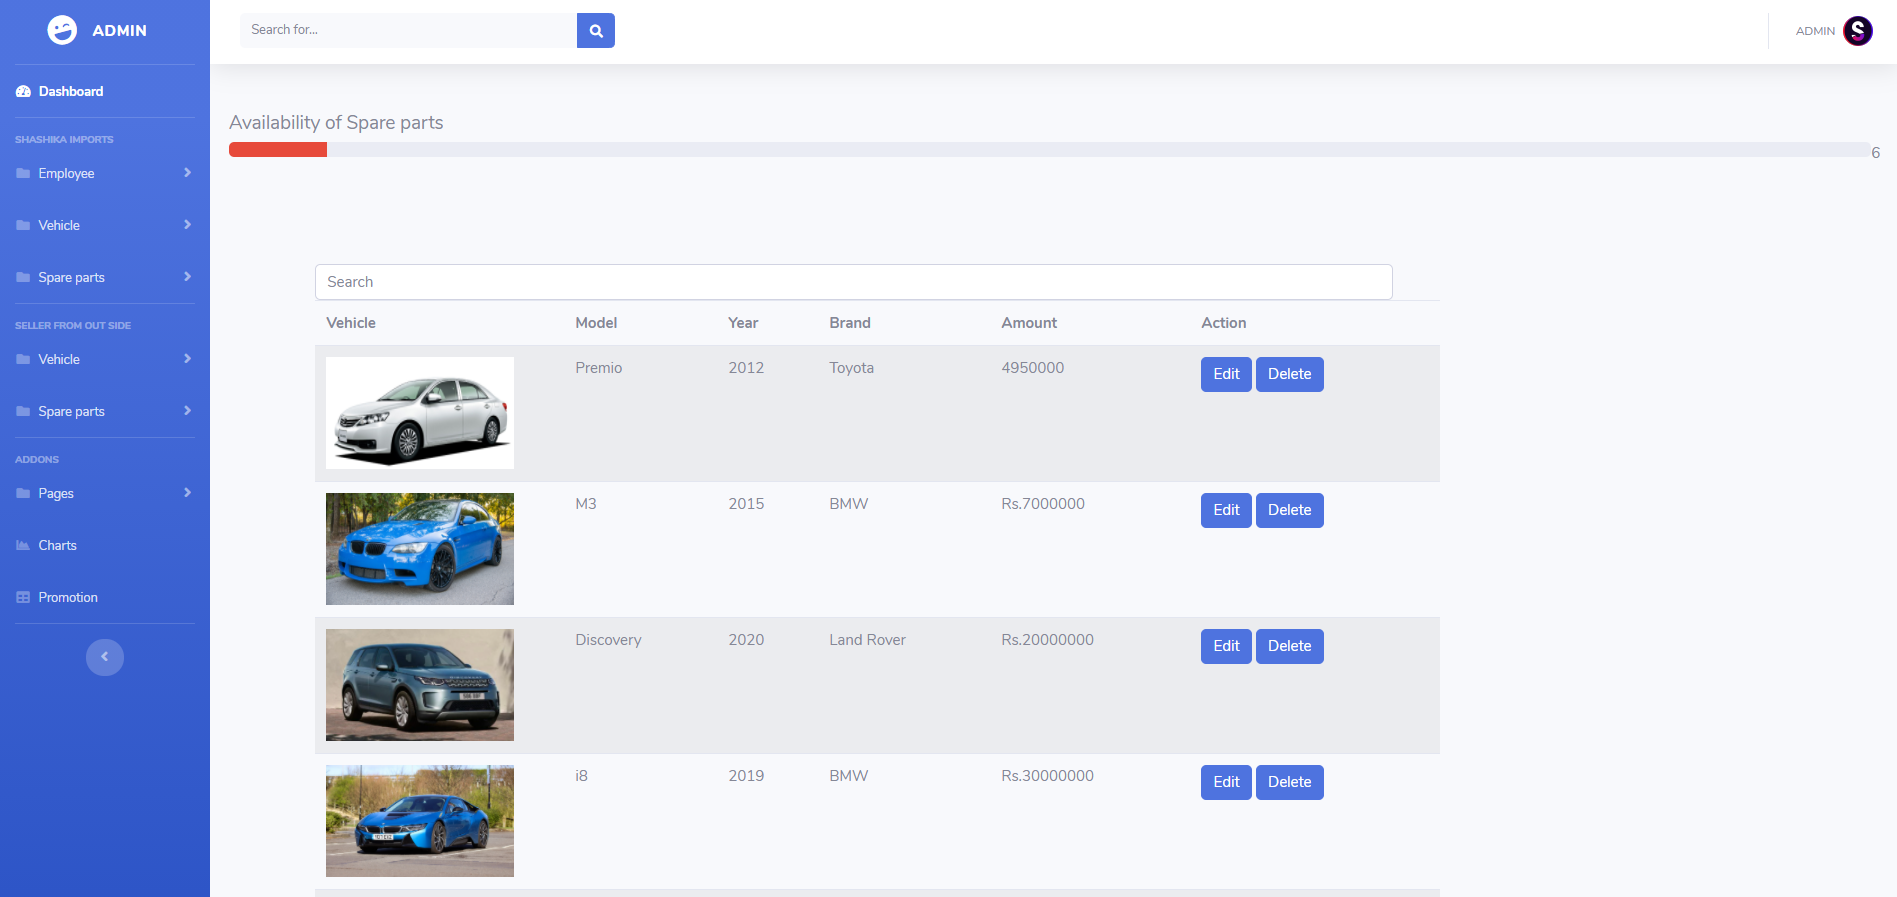 ADMIN
Search for...
ADMIN
Dashboard
SHASHIKA IMPORTS
Employee
Vehicle
Spare parts
SELLER FROM OUT SIDE
Vehicle
Spare parts
ADDONS
Pages
Charts
Promotion
Availability of Spare parts
6
Search
Vehicle Model Year Brand Amount Action
Premio 2012 Toyota 4950000 Edit Delete
M3 2015 BMW Rs.7000000 Edit Delete
Discovery 2020 Land Rover Rs.20000000 Edit Delete
i8 2019 BMW Rs.30000000 Edit Delete